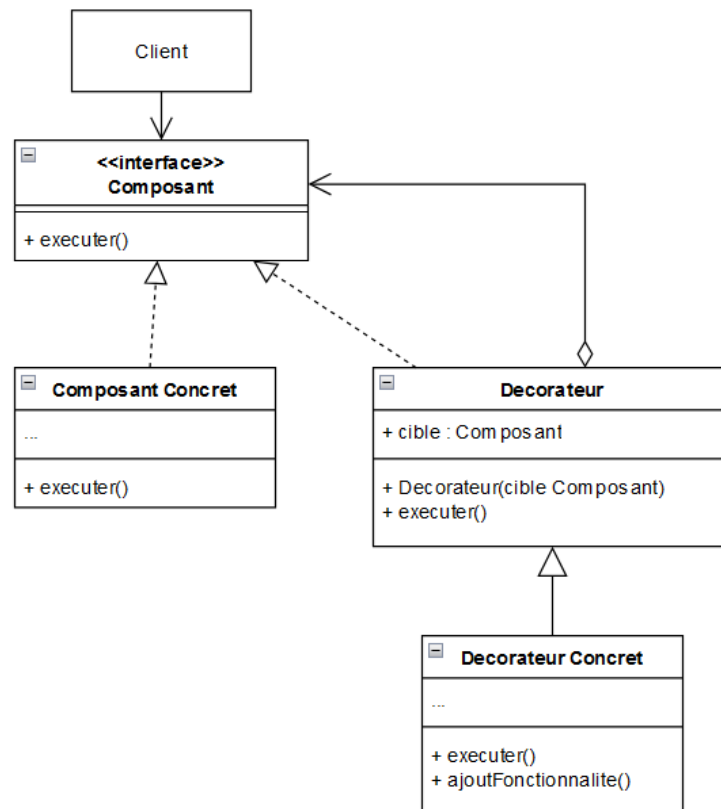 Client
<<interface>>
Composant
+ executer()
Composant Concret
...
+ executer()
Decorateur
+ cible : Composant
+ Decorateur(cible Composant)
+ executer()
Decorateur Concret
...
+ executer()
+ ajoutFonctionnalite()